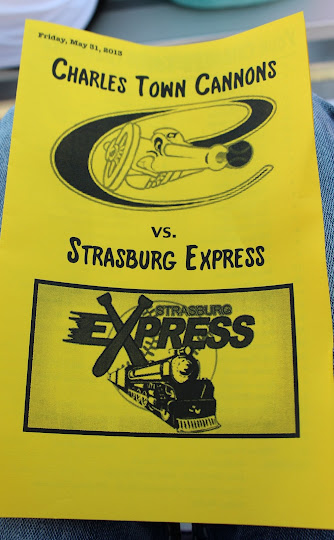 Friday, May 31, 2013
CHARLES TOWN CANNONS
VS.
STRASBURG EXPRESS
STRASBURG
EXPRESS